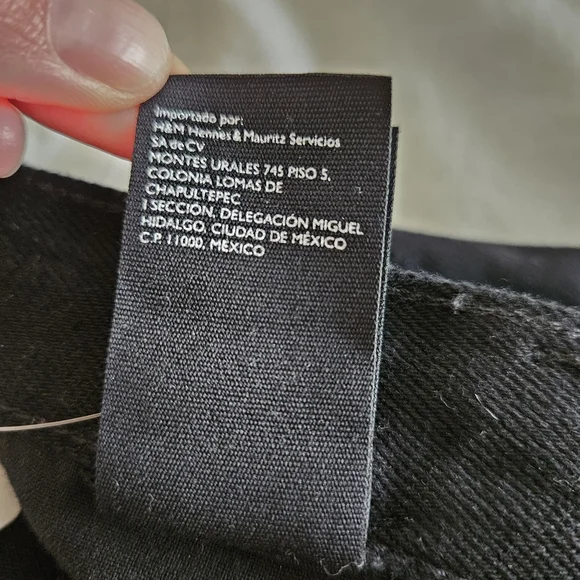 Importado por:
H&M Hennes & Mauritz Servicios
SA de CV
MONTES URALES 745 PISO 5,
COLONIA LOMAS DE
CHAPULTEPEC
I SECCIÓN, DELEGACIÓN MIGUEL
HIDALGO, CIUDAD DE MÉXICO
C.P. 11000, MÉXICO